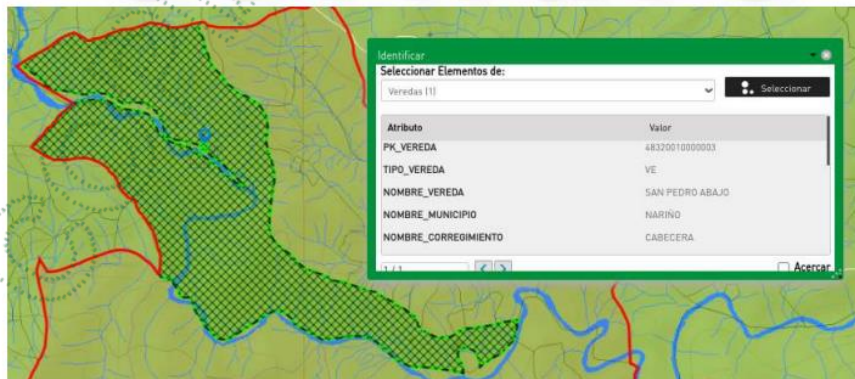 Identificar
Seleccionar Elementos de:
Veredas (1)
Seleccionar
Atributo Valor
PK_VEREDA 48320010000003
TIPO_VEREDA VE
NOMBRE_VEREDA SAN PEDRO ABAJO
NOMBRE_MUNICIPIO NARIÑO
NOMBRE_CORREGIMIENTO CABECERA
1 / 1 < > Acercar